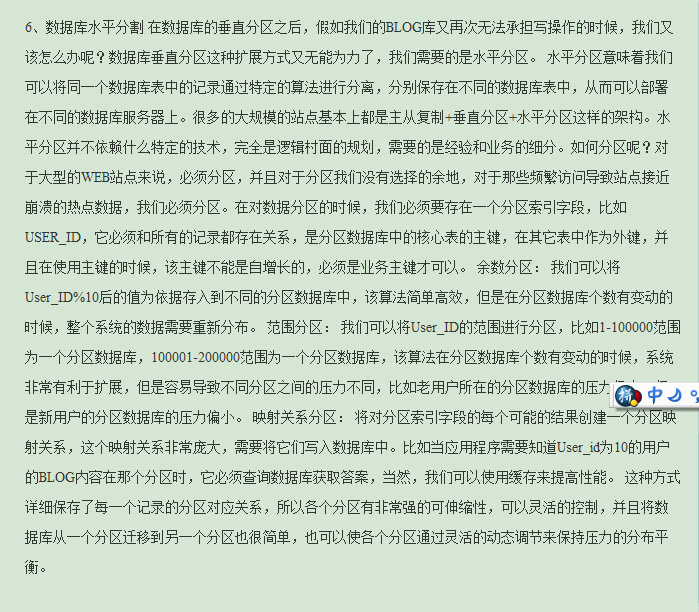 6、数据库水平分割 在数据库的垂直分区之后，假如我们的BLOG库又再次无法承担写操作的时候，我们又
该怎么办呢？数据库垂直分区这种扩展方式又无能为力了，我们需要的是水平分区。 水平分区意味着我们
可以将同一个数据库表中的记录通过特定的算法进行分离，分别保存在不同的数据库表中，从而可以部署
在不同的数据库服务器上。很多的大规模的站点基本上都是主从复制+垂直分区+水平分区这样的架构。水
平分区并不依赖什么特定的技术，完全是逻辑村面的规划，需要的是经验和业务的细分。如何分区呢？对
于大型的WEB站点来说，必须分区，并且对于分区我们没有选择的余地，对于那些频繁访问导致站点接近
崩溃的热点数据，我们必须分区。在对数据分区的时候，我们必须要存在一个分区索引字段，比如
USER_ID，它必须和所有的记录都存在关系，是分区数据库中的核心表的主键，在其它表中作为外键，并
且在使用主键的时候，该主键不能是自增长的，必须是业务主键才可以。 余数分区： 我们可以将
User_ID%10后的值为依据存入到不同的分区数据库中，该算法简单高效，但是在分区数据库个数有变动的
时候，整个系统的数据需要重新分布。 范围分区： 我们可以将User_ID的范围进行分区，比如1-100000范围
为一个分区数据库，100001-200000范围为一个分区数据库，该算法在分区数据库个数有变动的时候，系统
非常有利于扩展，但是容易导致不同分区之间的压力不同，比如老用户所在的分区数据库的压力 中
是新用户的分区数据库的压力偏小。 映射关系分区： 将对分区索引字段的每个可能的结果创建一个分区映
射关系，这个映射关系非常庞大，需要将它们写入数据库中。比如当应用程序需要知道User_id为10的用户
的BLOG内容在那个分区时，它必须查询数据库获取答案，当然，我们可以使用缓存来提高性能。 这种方式
详细保存了每一个记录的分区对应关系，所以各个分区有非常强的可伸缩性，可以灵活的控制，并且将数
据库从一个分区迁移到另一个分区也很简单，也可以使各个分区通过灵活的动态调节来保持压力的分布平
衡。